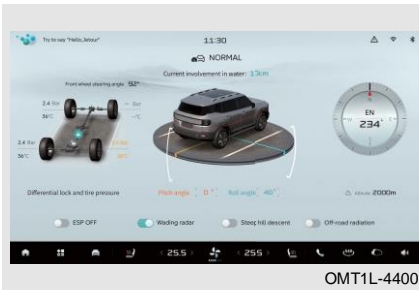 Try to say "Hello, Jetour"
11:30
NORMAL
Current involvement in water: 13cm
Front wheel steering angle 52°
2.4 Bar
36°C
-°C
2.4 Bar
36°C
EN
234°
Differential lock and tire pressure
Pitch angle 0°
Roll angle 40°
Altitude 2000m
ESP OFF
Wading radar
Steep hill descent
Off-road radiation
25.5
255
OMT1L-4400